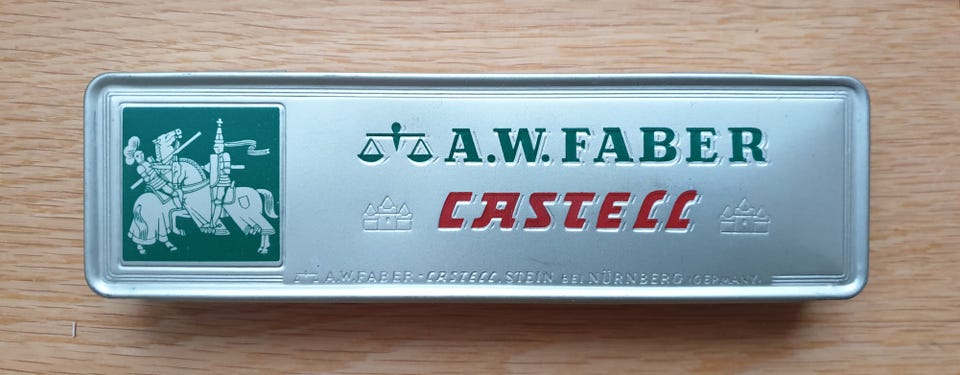 A.W.FABER
CASTELL
A.W.FABER-CASTELL, STEIN BEI NÜRNBERG (GERMANY).